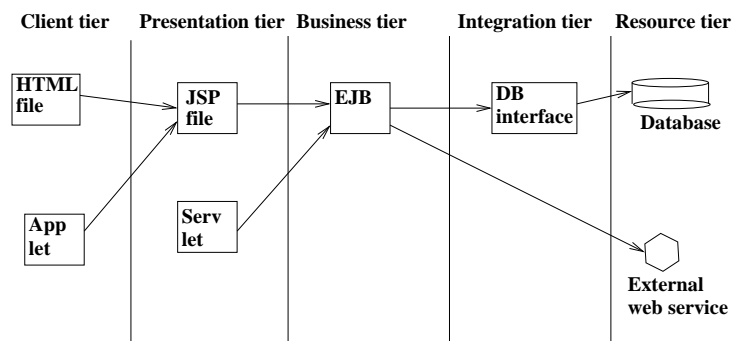 Client tier
Presentation tier
Business tier
Integration tier
Resource tier
HTML
file
JSP
file
EJB
DB
interface
Database
App
let
Serv
let
External
web service